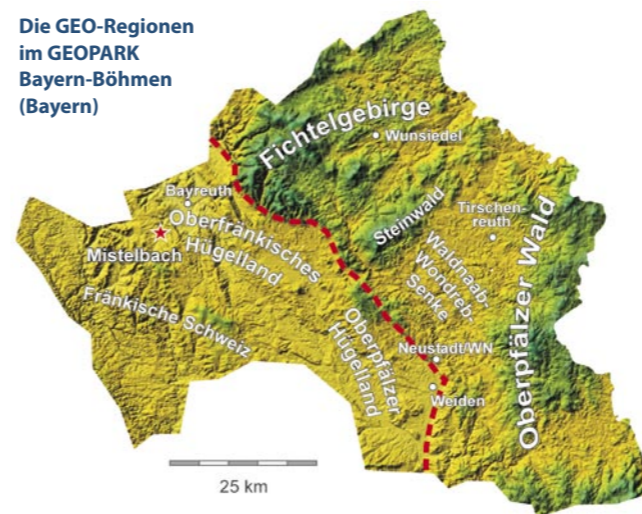 Die GEO-Regionen
im GEOPARK
Bayern-Böhmen
(Bayern)
Fichtelgebirge
Wunsiedel
Bayreuth
Oberfränkisches
Hügelland
Mistelbach
Steinwald
Tirschen-
reuth
Waldnaab-
Wondreb-
Senke
Oberpfälzer Wald
Fränkische Schweiz
Oberpfälzer
Hügelland
Neustadt/WN
Weiden
25 km